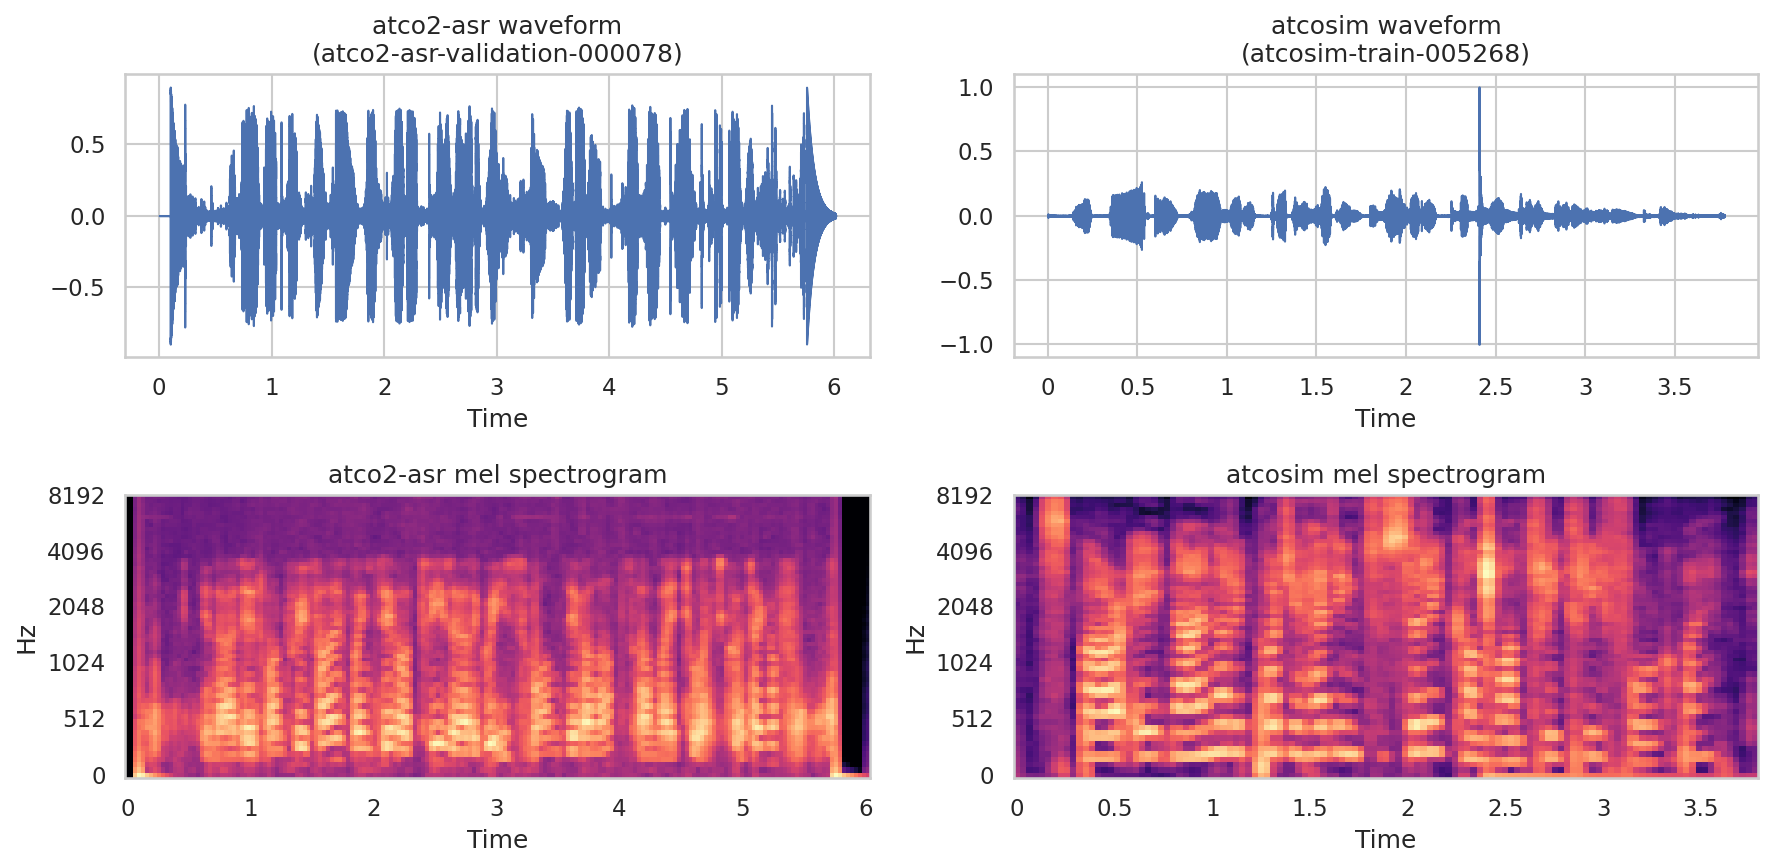 atco2-asr waveform
(atco2-asr-validation-000078)
0.5
0.0
−0.5
0 1 2 3 4 5 6
Time
atcosim waveform
(atcosim-train-005268)
1.0
0.5
0.0
−0.5
−1.0
0 0.5 1 1.5 2 2.5 3 3.5
Time
atco2-asr mel spectrogram
8192
4096
2048
1024
512
0
Hz
0 1 2 3 4 5 6
Time
atcosim mel spectrogram
8192
4096
2048
1024
512
0
Hz
0 0.5 1 1.5 2 2.5 3 3.5
Time